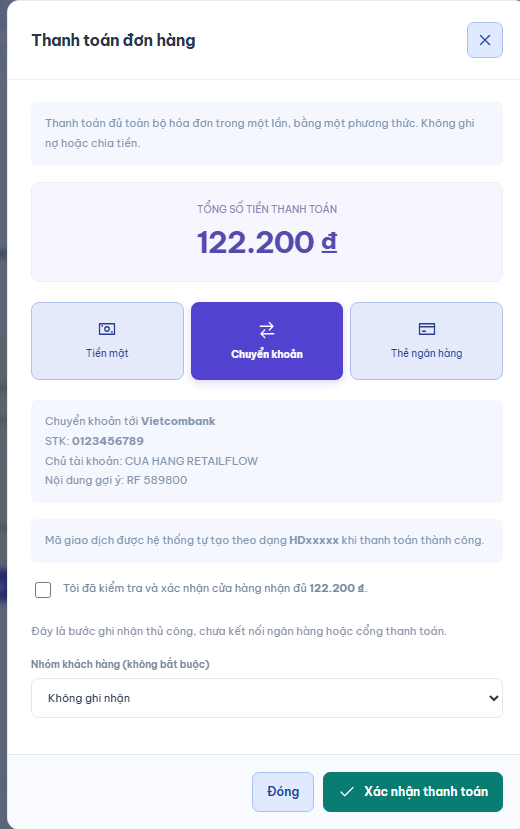 Thanh toán đơn hàng
Thanh toán đủ toàn bộ hóa đơn trong một lần, bằng một phương thức. Không ghi
nợ hoặc chia tiền.
TỔNG SỐ TIỀN THANH TOÁN
122.200 ₫
Tiền mặt
Chuyển khoản
Thẻ ngân hàng
Chuyển khoản tới Vietcombank
STK: 0123456789
Chủ tài khoản: CUA HANG RETAILFLOW
Nội dung gợi ý: RF 589800
Mã giao dịch được hệ thống tự tạo theo dạng HDxxxxx khi thanh toán thành công.
Tôi đã kiểm tra và xác nhận cửa hàng nhận đủ 122.200 ₫.
Đây là bước ghi nhận thủ công, chưa kết nối ngân hàng hoặc cổng thanh toán.
Nhóm khách hàng (không bắt buộc)
Không ghi nhận
Đóng
Xác nhận thanh toán